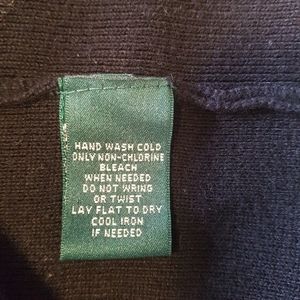 HAND WASH COLD
ONLY NON-CHLORINE
BLEACH
WHEN NEEDED
DO NOT WRING
OR TWIST
LAY FLAT TO DRY
COOL IRON
IF NEEDED